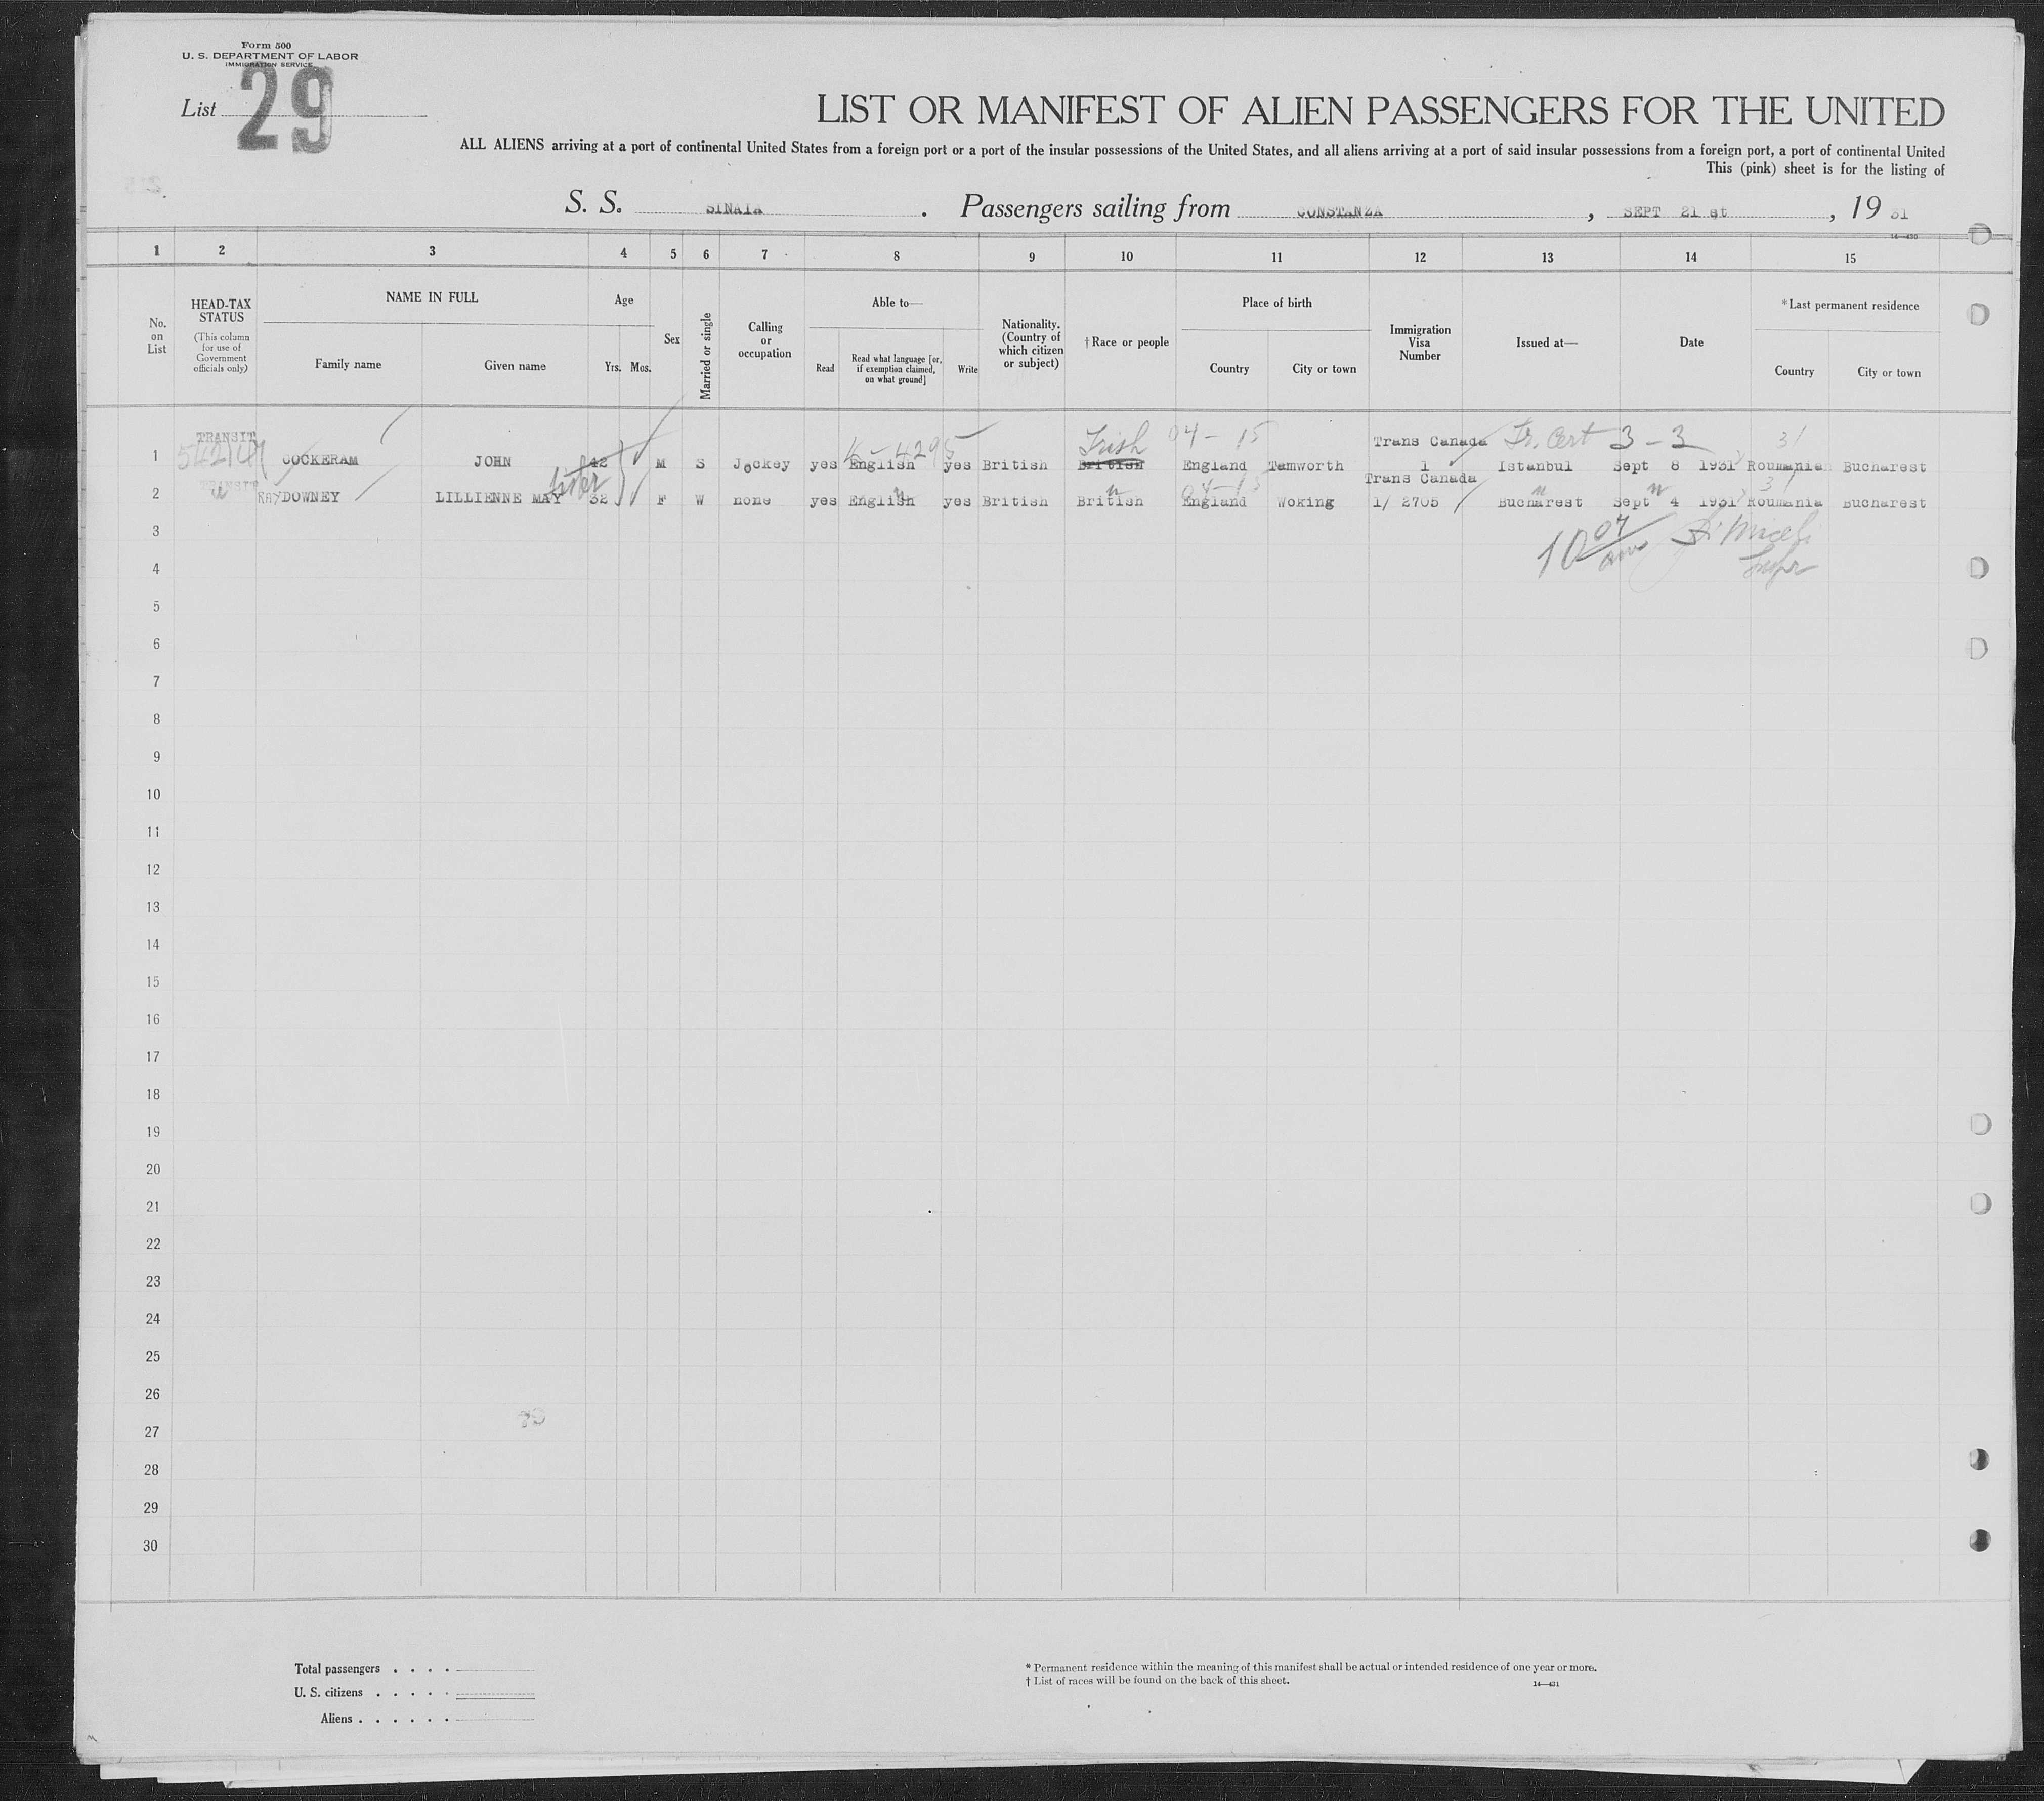 Form 500
U. S. DEPARTMENT OF LABOR
IMMIGRATION SERVICE
List 29
LIST OR MANIFEST OF ALIEN PASSENGERS FOR THE UNITED
ALL ALIENS arriving at a port of continental United States from a foreign port or a port of the insular possessions of the United States, and all aliens arriving at a port of said insular possessions from a foreign port, a port of continental United
This (pink) sheet is for the listing of
S. S. SINAIA . Passengers sailing from CONSTANZA , SEPT 21 st , 19 31
14—430
1 2 3 4 5 6 7 8 9 10 11 12 13 14 15
No. on List
HEAD-TAX STATUS
(This column for use of Government officials only)
NAME IN FULL
Family name Given name
Age
Yrs. Mos.
Sex
Married or single
Calling or occupation
Able to—
Read
Read what language [or, if exemption claimed, on what ground]
Write
Nationality. (Country of which citizen or subject)
†Race or people
Place of birth
Country City or town
Immigration Visa Number
Issued at—
Date
*Last permanent residence
Country City or town
TRANSIT Irish 04-15 Trans Canada Tr. Cert 3-3 31
1 COCKERAM JOHN 42 M S Jockey yes English yes British British England Tamworth 1 Istanbul Sept 8 1931 Roumania Bucharest
TRANSIT Trans Canada 31
2 DOWNEY LILLIENNE MAY 32 F W none yes English yes British British England Woking 1/ 2705 Bucharest Sept 4 1931 Roumania Bucharest
3
4
5
6
7
8
9
10
11
12
13
14
15
16
17
18
19
20
21
22
23
24
25
26
27
28
29
30
Total passengers . . . .
U. S. citizens . . . . .
Aliens . . . . . .
* Permanent residence within the meaning of this manifest shall be actual or intended residence of one year or more.
† List of races will be found on the back of this sheet.
14—431